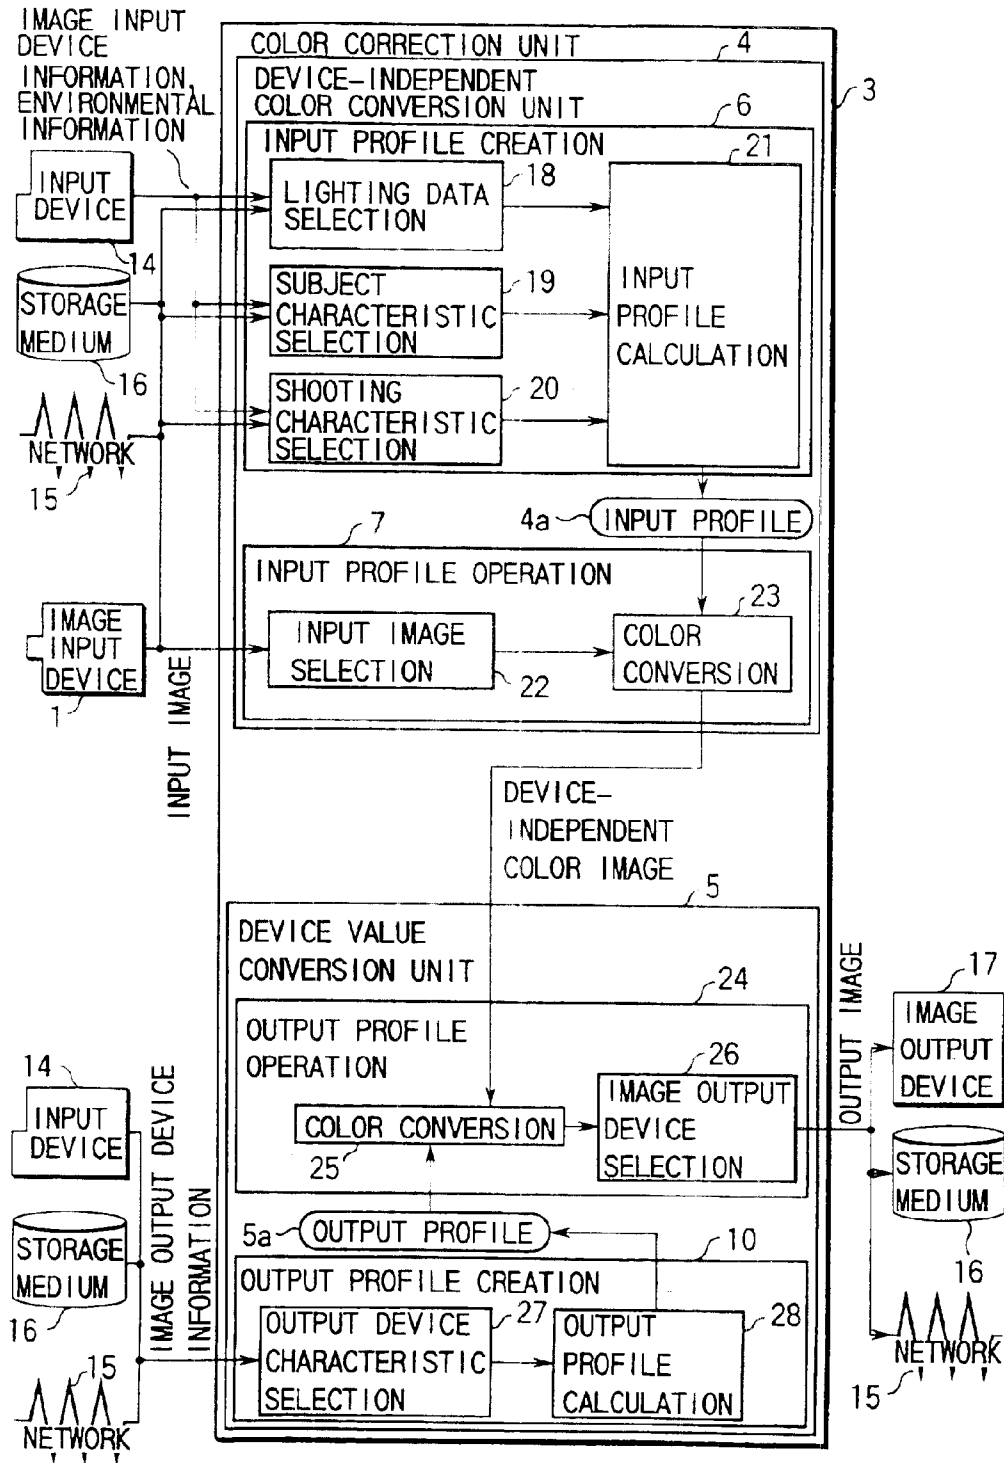 IMAGE INPUT
DEVICE
INFORMATION,
ENVIRONMENTAL
INFORMATION
COLOR CORRECTION UNIT
4
3
DEVICE-INDEPENDENT
COLOR CONVERSION UNIT
6
INPUT PROFILE CREATION
21
INPUT
DEVICE
14
LIGHTING DATA
SELECTION
18
STORAGE
MEDIUM
16
SUBJECT
CHARACTERISTIC
SELECTION
19
INPUT
PROFILE
CALCULATION
SHOOTING
CHARACTERISTIC
SELECTION
20
NETWORK
15
4a
INPUT PROFILE
7
INPUT PROFILE OPERATION
23
IMAGE
INPUT
DEVICE
1
INPUT IMAGE
INPUT IMAGE
SELECTION
22
COLOR
CONVERSION
DEVICE-
INDEPENDENT
COLOR IMAGE
5
DEVICE VALUE
CONVERSION UNIT
24
OUTPUT PROFILE
OPERATION
26
COLOR CONVERSION
25
IMAGE OUTPUT
DEVICE
SELECTION
OUTPUT IMAGE
17
IMAGE
OUTPUT
DEVICE
STORAGE
MEDIUM
16
NETWORK
15
14
INPUT
DEVICE
STORAGE
MEDIUM
16
15
NETWORK
IMAGE OUTPUT DEVICE
INFORMATION
5a
OUTPUT PROFILE
10
OUTPUT PROFILE CREATION
OUTPUT DEVICE
CHARACTERISTIC
SELECTION
27
OUTPUT
PROFILE
CALCULATION
28